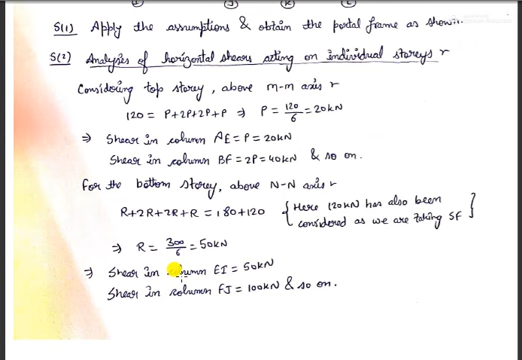 S(1) Apply the assumptions & obtain the portal frame as shown.
S(2) Analysis of horizontal shears acting on individual storeys r
Considering top storey, above m-m axis r
120 = P+2P+2P+P ⇒ P = 120/6 = 20kN
⇒ Shear in column AE = P = 20kN
Shear in column BF = 2P = 40kN & so on.
For the bottom storey, above N-N axis r
R+2R+2R+R = 180+120 { Here 120kN has also been considered as we are taking SF }
⇒ R = 300/6 = 50kN
⇒ Shear in column EI = 50kN
Shear in column FJ = 100kN & so on.